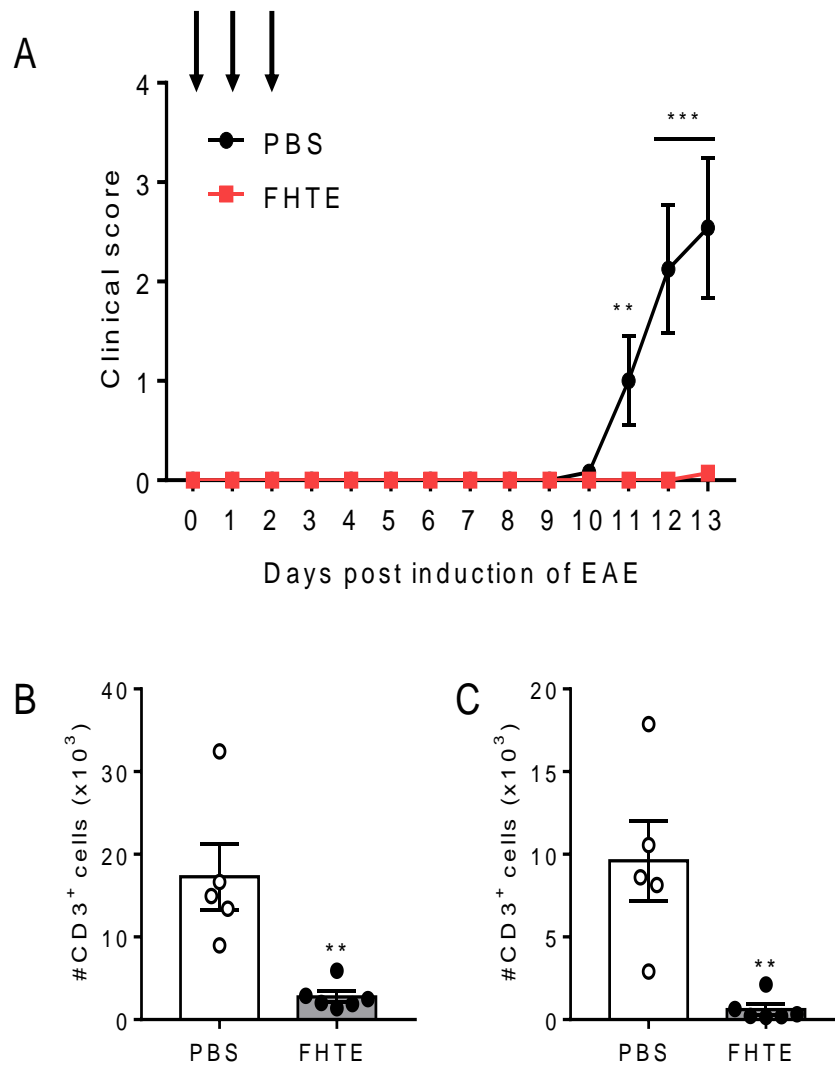 A
4
3
2
1
0
Clinical score
PBS
FHTE
**
***
0 1 2 3 4 5 6 7 8 9 10 11 12 13
Days post induction of EAE
B
40
30
20
10
0
#CD3⁺ cells (x10³)
**
PBS FHTE
C
20
15
10
5
0
#CD3⁺ cells (x10³)
**
PBS FHTE